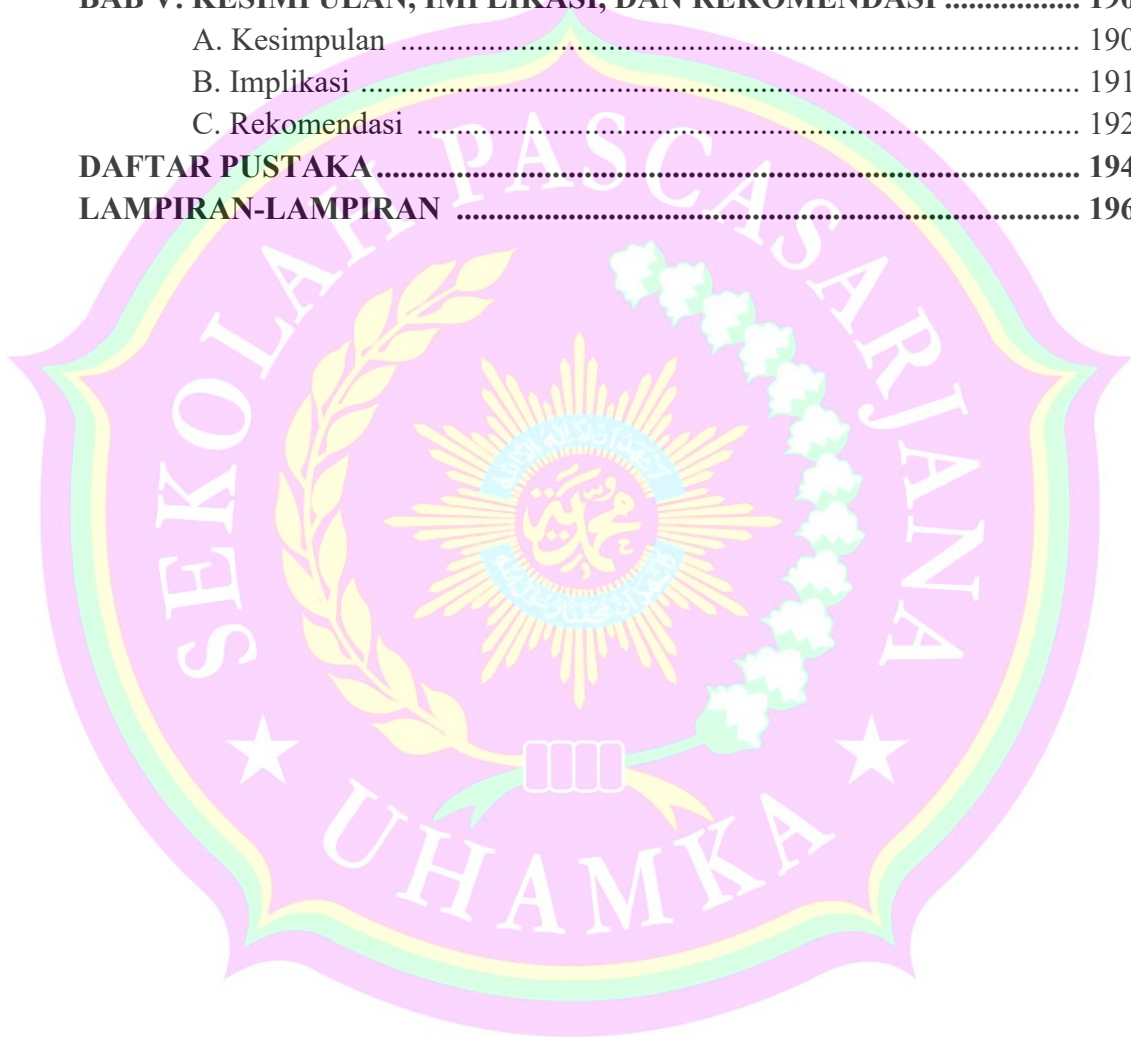 BAB V: KESIMPULAN, IMPLIKASI, DAN REKOMENDASI ................. 190
A. Kesimpulan .................................................................................... 190
B. Implikasi ......................................................................................... 191
C. Rekomendasi .................................................................................. 192
DAFTAR PUSTAKA ...................................................................................... 194
LAMPIRAN-LAMPIRAN ............................................................................ 196
SEKOLAH PASCASARJANA
محمدية
UHAMKA